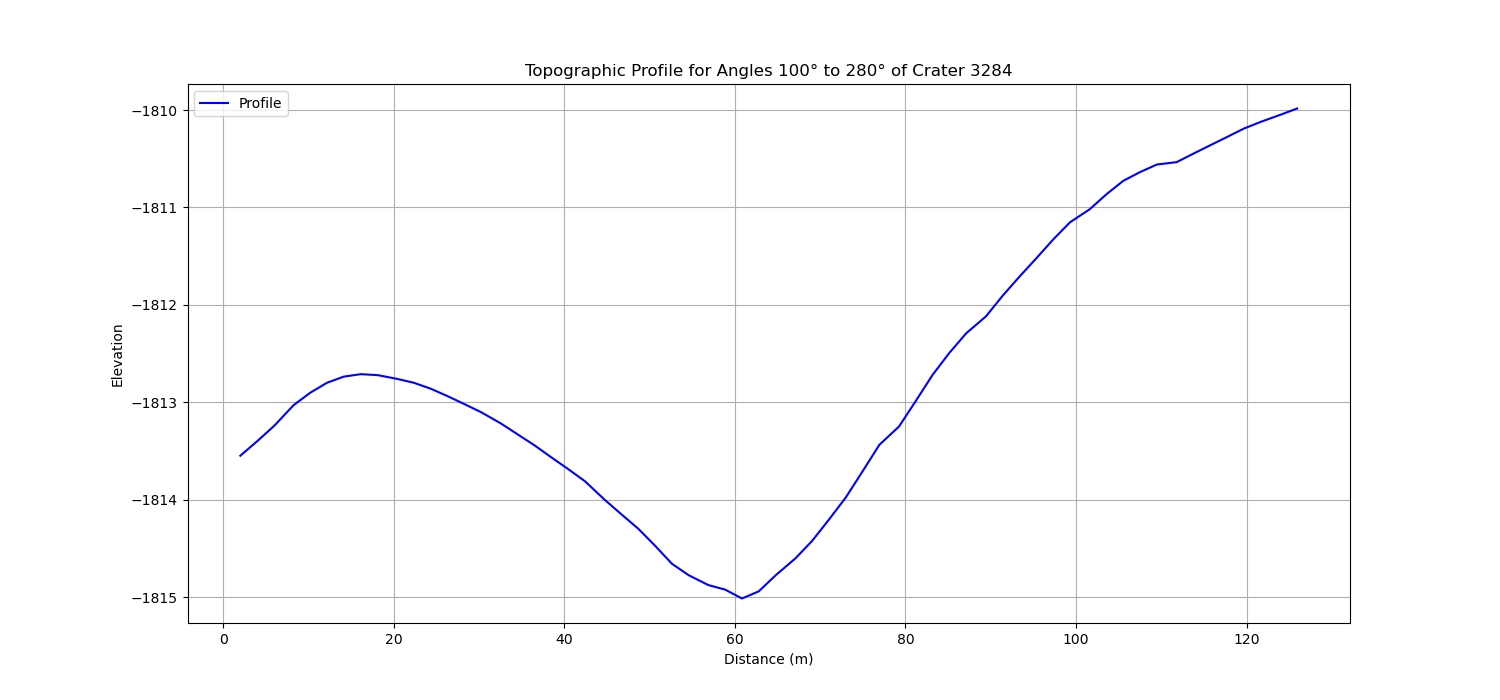 Topographic Profile for Angles 100° to 280° of Crater 3284
Profile
−1810
−1811
−1812
−1813
−1814
−1815
Elevation
0 20 40 60 80 100 120
Distance (m)